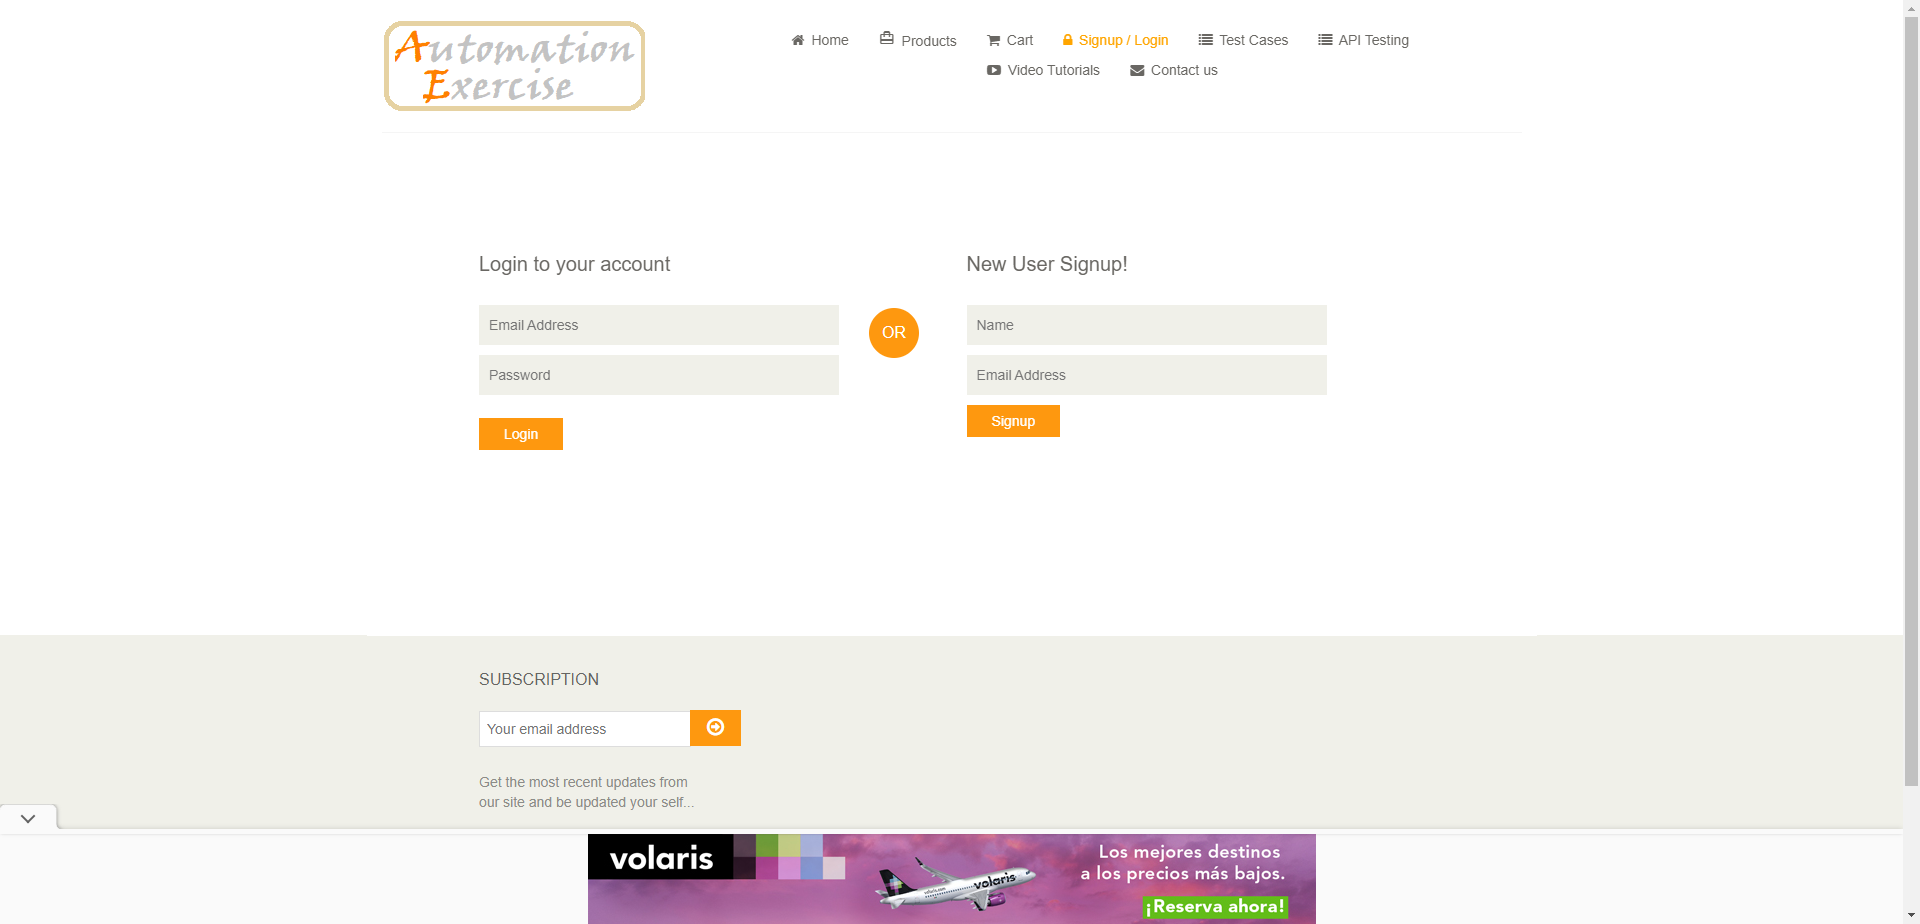 Automation
Exercise
Home
Products
Cart
Signup / Login
Test Cases
API Testing
Video Tutorials
Contact us
Login to your account
Email Address
Password
Login
OR
New User Signup!
Name
Email Address
Signup
SUBSCRIPTION
Your email address
Get the most recent updates from
our site and be updated your self...
volaris
volaris
volaris.com
Los mejores destinos
a los precios más bajos.
¡Reserva ahora!